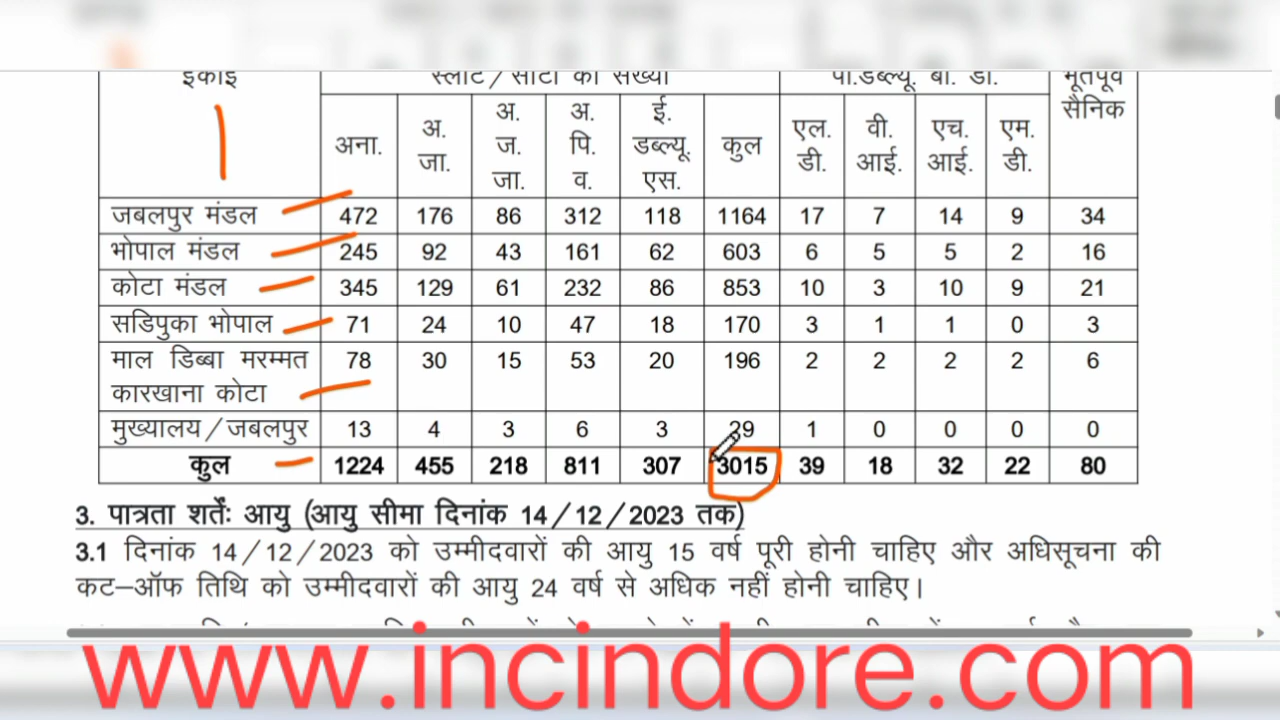 इकाई स्लॉट/सीटों की संख्या पी.डब्ल्यू. बी. डी. भूतपूर्व सैनिक
अना. अ. जा. अ. ज. जा. अ. पि. व. ई. डब्ल्यू. एस. कुल एल. डी. वी. आई. एच. आई. एम. डी.
जबलपुर मंडल 472 176 86 312 118 1164 17 7 14 9 34
भोपाल मंडल 245 92 43 161 62 603 6 5 5 2 16
कोटा मंडल 345 129 61 232 86 853 10 3 10 9 21
सडिपुका भोपाल 71 24 10 47 18 170 3 1 1 0 3
माल डिब्बा मरम्मत 78 30 15 53 20 196 2 2 2 2 6
कारखाना कोटा
मुख्यालय/जबलपुर 13 4 3 6 3 29 1 0 0 0 0
कुल 1224 455 218 811 307 3015 39 18 32 22 80
3. पात्रता शर्तेंः आयु (आयु सीमा दिनांक 14/12/2023 तक)
3.1 दिनांक 14/12/2023 को उम्मीदवारों की आयु 15 वर्ष पूरी होनी चाहिए और अधिसूचना की
कट–ऑफ तिथि को उम्मीदवारों की आयु 24 वर्ष से अधिक नहीं होनी चाहिए।
www.incindore.com